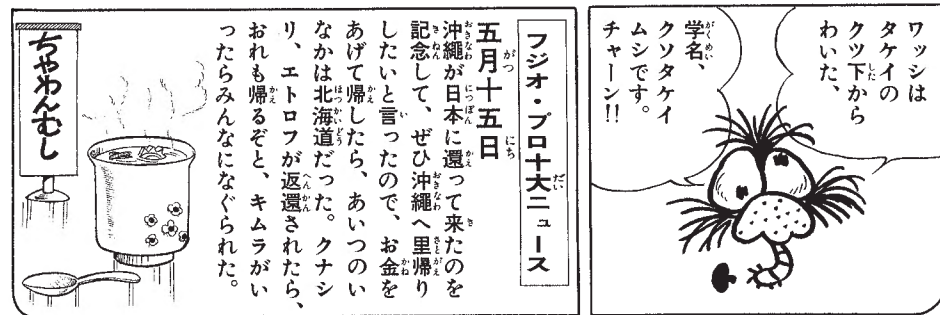 ワッシは
タケイの
クツ下から
わいた、
学名、
クソタケイ
ムシです。
チャーン!!
フジオ・プロ十大ニュース
五月十五日
沖縄が日本に還って来たのを
記念して、ぜひ沖縄へ里帰り
したいと言ったので、お金を
あげて帰したら、あいつのい
なかは北海道だった。クナシ
リ、エトロフが返還されたら、
おれも帰るぞと、キムラがい
ったらみんなになぐられた。
ちゃわんむし